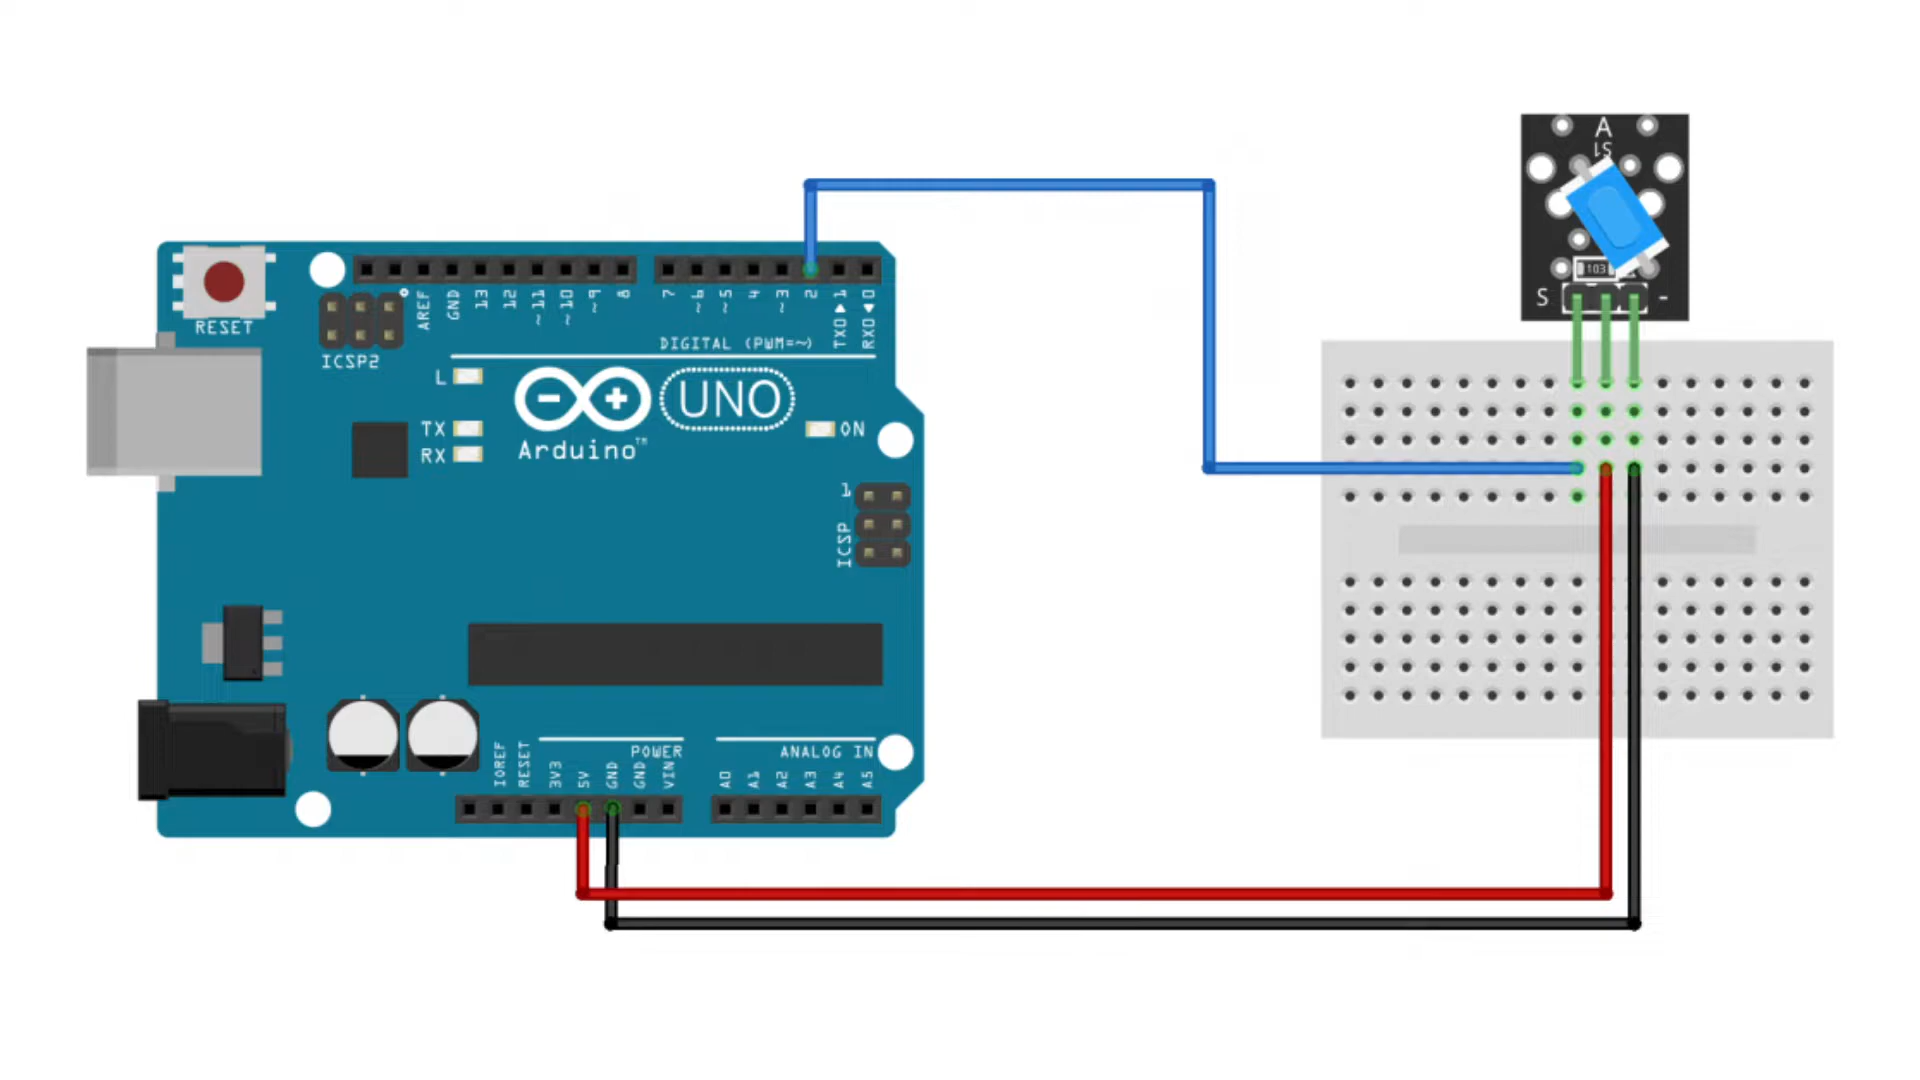 A
S1
103
S -
RESET
ICSP2
AREF GND 13 12 ~11 ~10 ~9 8 7 ~6 ~5 4 ~3 2 TX0▶1 RX0◀0
DIGITAL (PWM=~)
L
TX
RX
UNO
Arduino™
ON
1
ICSP
POWER
ANALOG IN
IOREF RESET 3V3 5V GND GND VIN A0 A1 A2 A3 A4 A5